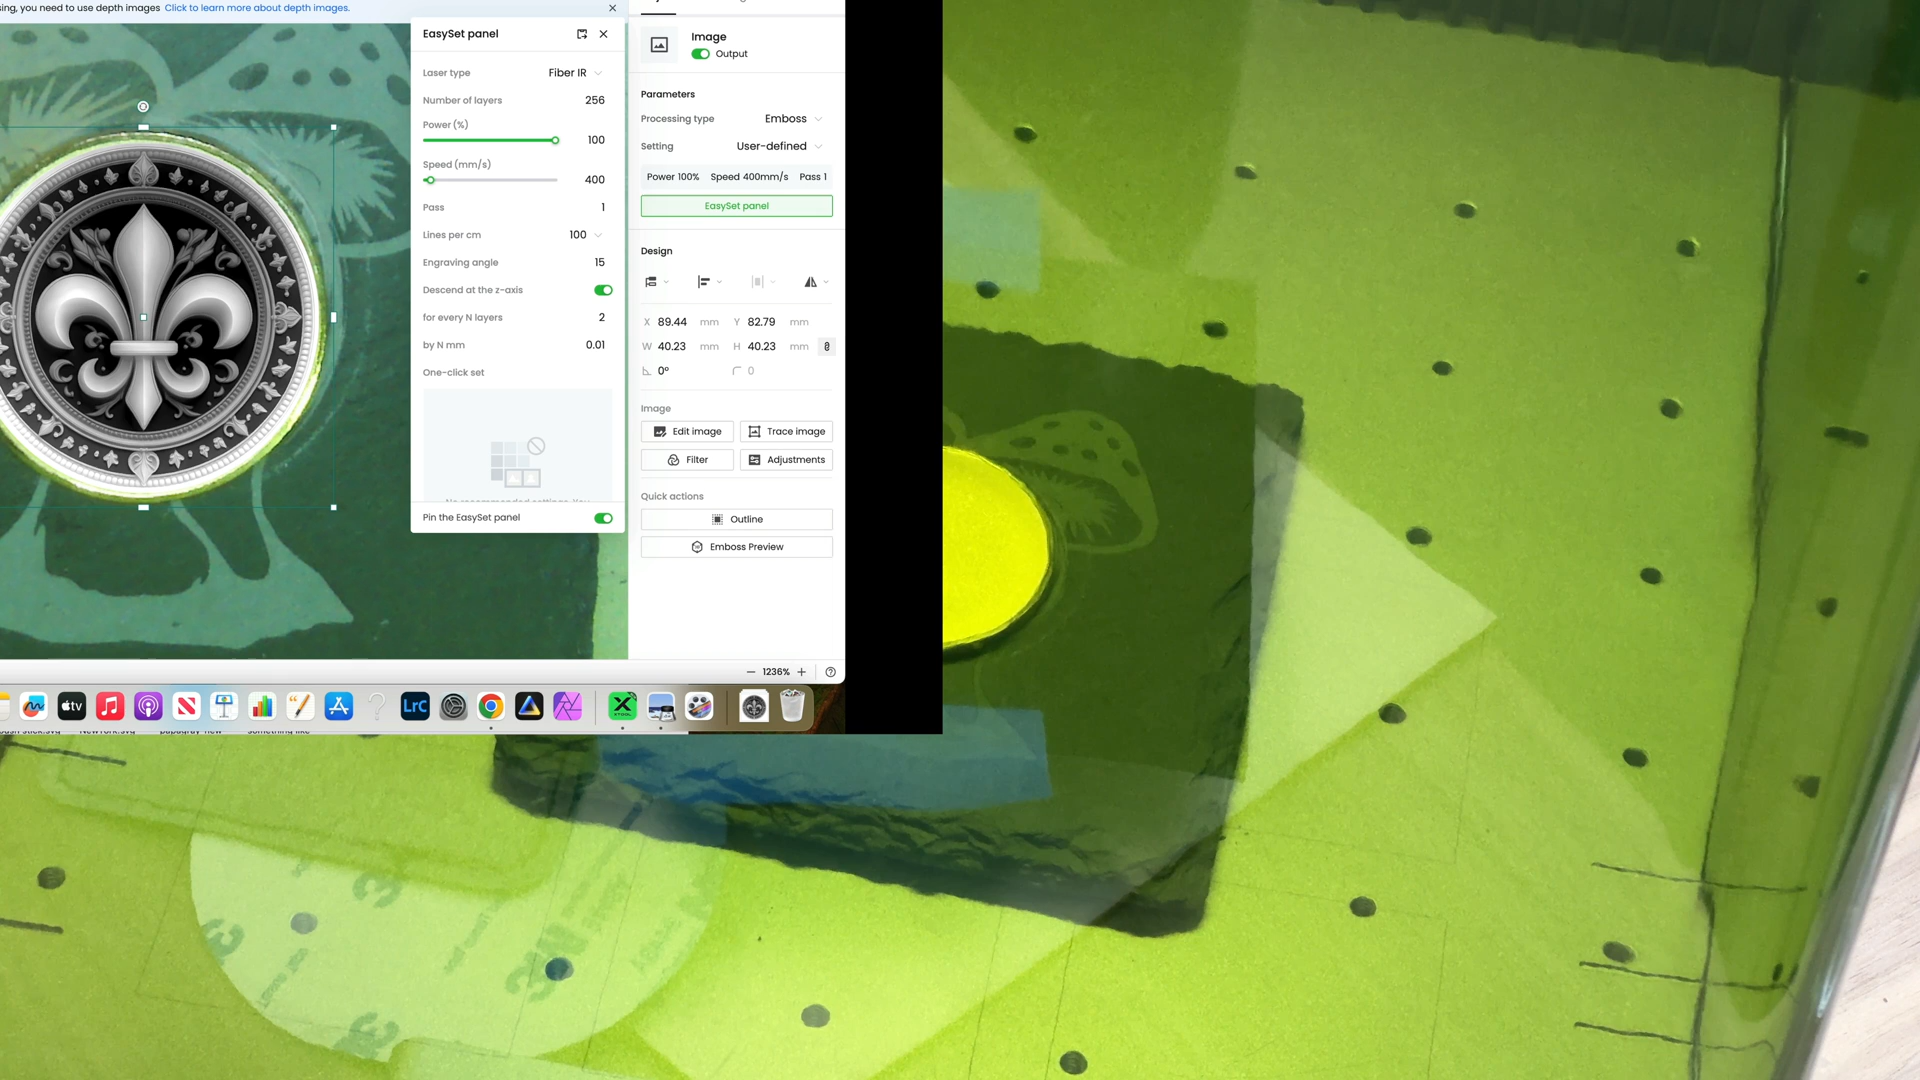 sing, you need to use depth images Click to learn more about depth images.
EasySet panel
Laser type Fiber IR
Number of layers 256
Power (%)
100
Speed (mm/s)
400
Pass 1
Lines per cm 100
Engraving angle 15
Descend at the z-axis
for every N layers 2
by N mm 0.01
One-click set
Pin the EasySet panel
Image
Output
Parameters
Processing type Emboss
Setting User-defined
Power 100% Speed 400mm/s Pass 1
EasySet panel
Design
X 89.44 mm Y 82.79 mm
W 40.23 mm H 40.23 mm
0° 0
Image
Edit image Trace image
Filter Adjustments
Quick actions
Outline
Emboss Preview
1236%
tv LrC
3M